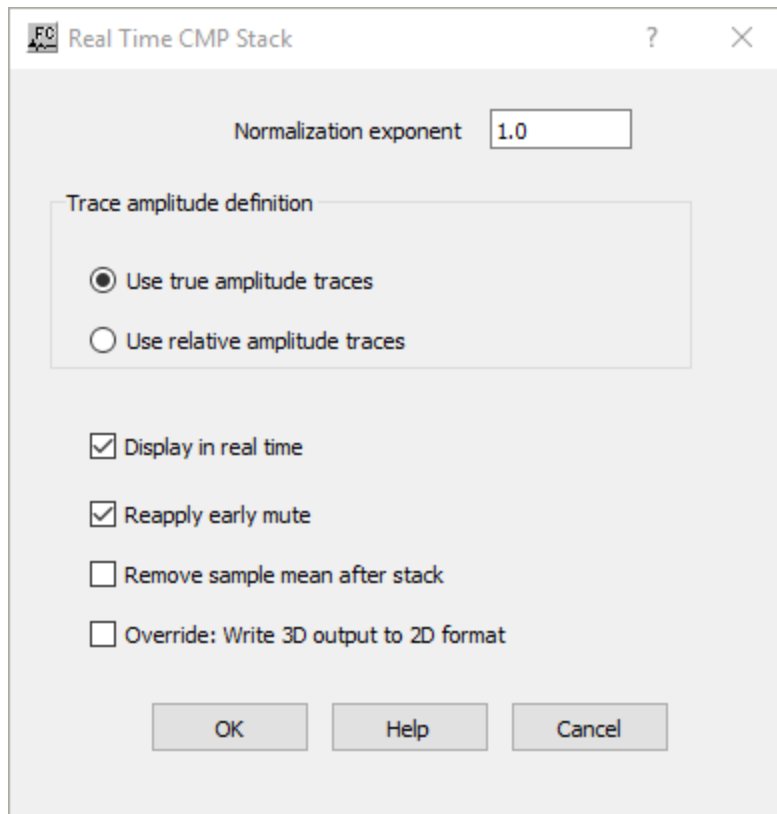 FC Real Time CMP Stack ?
Normalization exponent 1.0
Trace amplitude definition
Use true amplitude traces
Use relative amplitude traces
Display in real time
Reapply early mute
Remove sample mean after stack
Override: Write 3D output to 2D format
OK Help Cancel